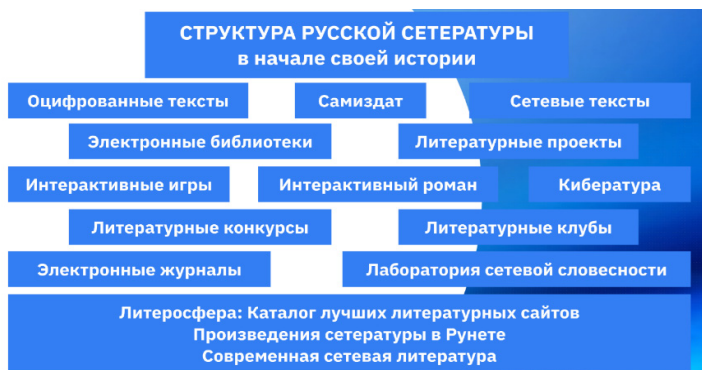 СТРУКТУРА РУССКОЙ СЕТЕРАТУРЫ
в начале своей истории
Оцифрованные тексты
Самиздат
Сетевые тексты
Электронные библиотеки
Литературные проекты
Интерактивные игры
Интерактивный роман
Кибература
Литературные конкурсы
Литературные клубы
Электронные журналы
Лаборатория сетевой словесности
Литеросфера: Каталог лучших литературных сайтов
Произведения сетературы в Рунете
Современная сетевая литература